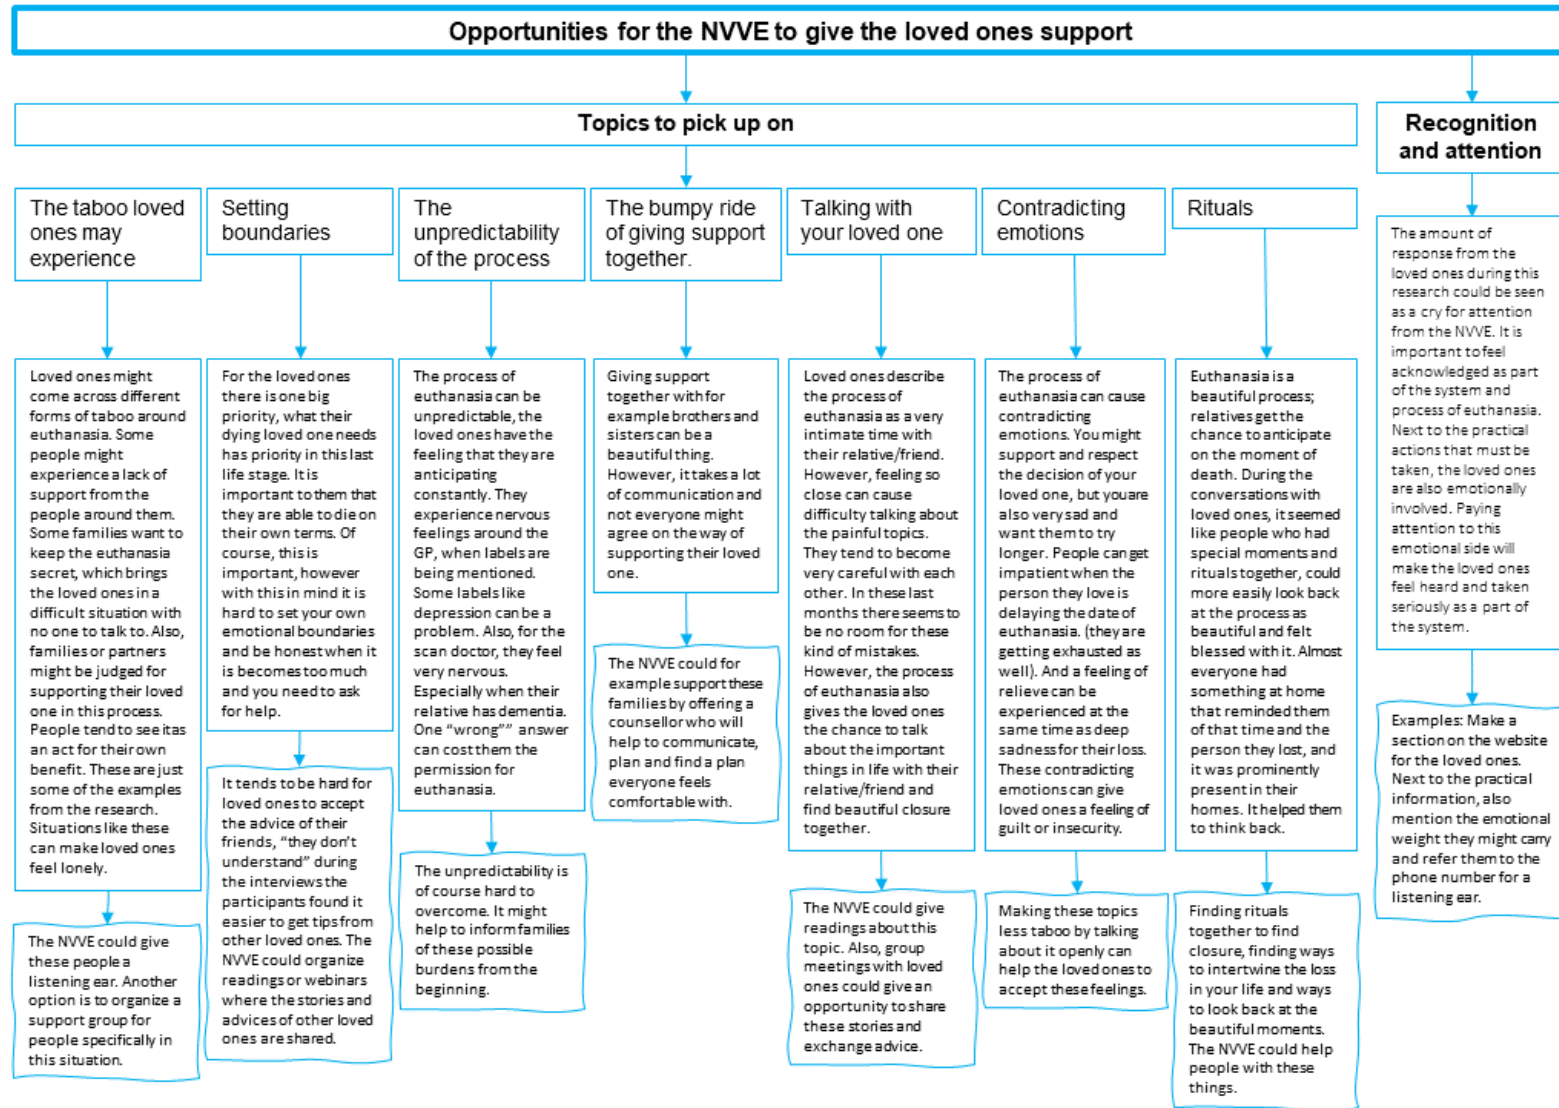 Opportunities for the NVVE to give the loved ones support
Topics to pick up on
Recognition
and attention
The taboo loved
ones may
experience
Setting
boundaries
The
unpredictability
of the process
The bumpy ride
of giving support
together.
Talking with
your loved one
Contradicting
emotions
Rituals
Loved ones might
come across different
forms of taboo around
euthanasia. Some
people might
experience a lack of
support from the
people around them.
Some families want to
keep the euthanasia
secret, which brings
the loved ones in a
difficult situation with
no one to talk to. Also,
families or partners
might be judged for
supporting their loved
one in this process.
People tend to see itas
an act for their own
benefit. These are just
some of the examples
from the research.
Situations like these
can make loved ones
feel lonely.
The NVVE could give
these people a
listening ear. Another
option is to organize a
support group for
people specifically in
this situation.
For the loved ones
there is one big
priority, what their
dying loved one needs
has priority in this last
life stage. It is
important to them that
they are able to die on
their own terms. Of
course, this is
important, however
with this in mind it is
hard to set your own
emotional boundaries
and be honest when it
is becomes too much
and you need to ask
for help.
It tends to be hard for
loved ones to accept
the advice of their
friends, “they don’t
understand” during
the interviews the
participants found it
easier to get tips from
other loved ones. The
NVVE could organize
readings or webinars
where the stories and
advices of other loved
ones are shared.
The process of
euthanasia can be
unpredictable, the
loved ones have the
feeling that they are
anticipating
constantly. They
experience nervous
feelings around the
GP, when labels are
being mentioned.
Some labels like
depression can be a
problem. Also, for the
scan doctor, they feel
very nervous.
Especially when their
relative has dementia.
One “wrong”” answer
can cost them the
permission for
euthanasia.
The unpredictability is
of course hard to
overcome. It might
help to inform families
of these possible
burdens from the
beginning.
Giving support
together with for
example brothers and
sisters can be a
beautiful thing.
However, it takes a lot
of communication and
not everyone might
agree on the way of
supporting their loved
one.
The NVVE could for
example support these
families by offering a
counsellor who will
help to communicate,
plan and find a plan
everyone feels
comfortable with.
Loved ones describe
the process of
euthanasia as a very
intimate time with
their relative/friend.
However, feeling so
close can cause
difficulty talking about
the painful topics.
They tend to become
very careful with each
other. In these last
months there seems to
be no room for these
kind of mistakes.
However, the process
of euthanasia also
gives the loved ones
the chance to talk
about the important
things in life with their
relative/friend and
find beautiful closure
together.
The NVVE could give
readings about this
topic. Also, group
meetings with loved
ones could give an
opportunity to share
these stories and
exchange advice.
The process of
euthanasia can cause
contradicting
emotions. You might
support and respect
the decision of your
loved one, but youare
also very sad and
want them to try
longer. People can get
impatient when the
person they love is
delaying the date of
euthanasia. (they are
getting exhausted as
well). And a feeling of
relieve can be
experienced at the
same time as deep
sadness for their loss.
These contradicting
emotions can give
loved ones a feeling of
guilt or insecurity.
Making these topics
less taboo by talking
about it openly can
help the loved ones to
accept these feelings.
Euthanasia is a
beautiful process;
relatives get the
chance to anticipate
on the moment of
death. During the
conversations with
loved ones, it seemed
like people who had
special moments and
rituals together, could
more easily look back
at the process as
beautiful and felt
blessed with it. Almost
everyone had
something at home
that reminded them
of that time and the
person they lost, and
it was prominently
present in their
homes. It helped them
to think back.
Finding rituals
together to find
closure, finding ways
to intertwine the loss
in your life and ways
to look back at the
beautiful moments.
The NVVE could help
people with these
things.
The amount of
response from the
loved ones during this
research could be seen
as a cry for attention
from the NVVE. It is
important to feel
acknowledged as part
of the system and
process of euthanasia.
Next to the practical
actions that must be
taken, the loved ones
are also emotionally
involved. Paying
attention to this
emotional side will
make the loved ones
feel heard and taken
seriously as a part of
the system.
Examples: Make a
section on the website
for the loved ones.
Next to the practical
information, also
mention the emotional
weight they might carry
and refer them to the
phone number for a
listening ear.